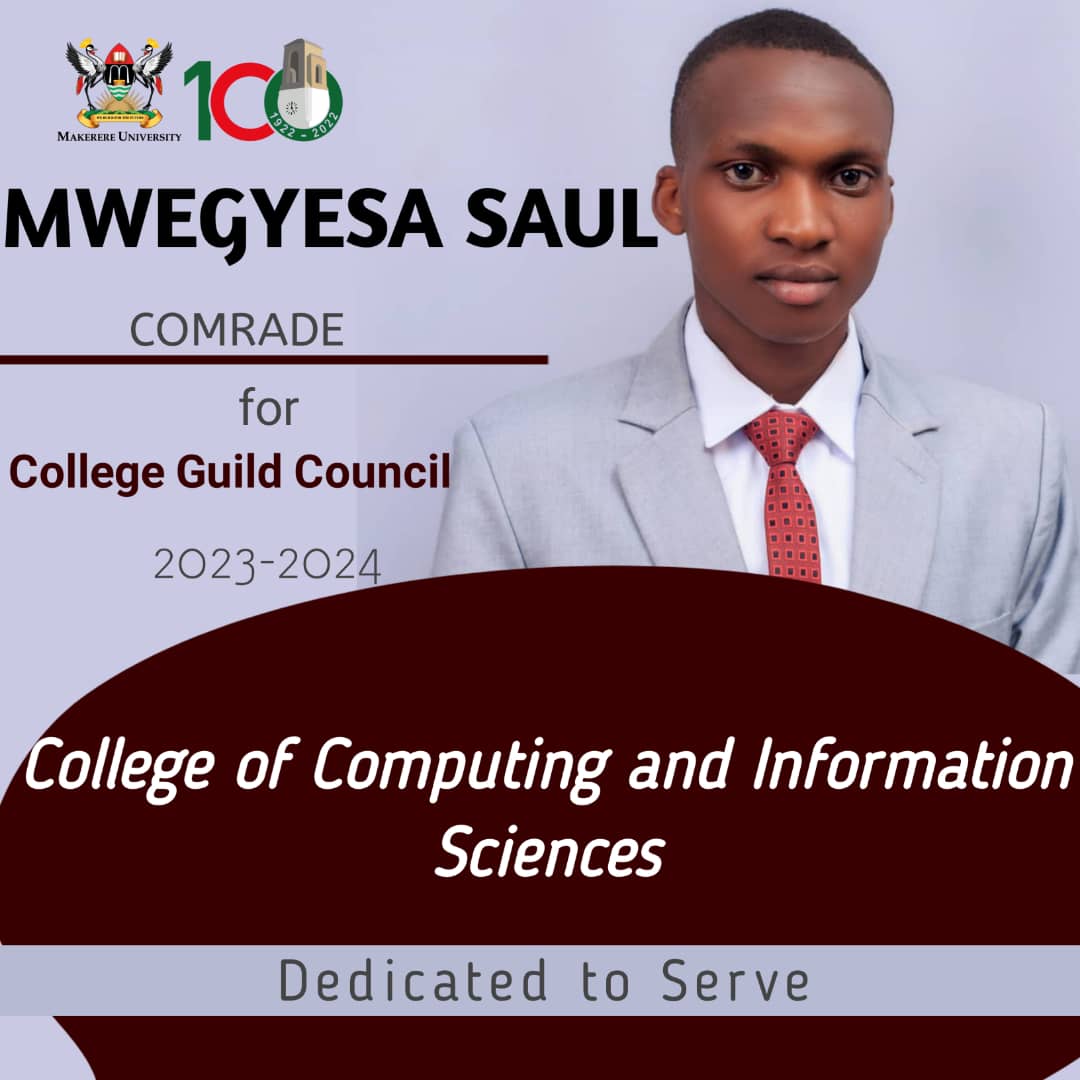 MAKERERE UNIVERSITY
100
1922 - 2022
MWEGYESA SAUL
COMRADE
for
College Guild Council
2023-2024
College of Computing and Information
Sciences
Dedicated to Serve